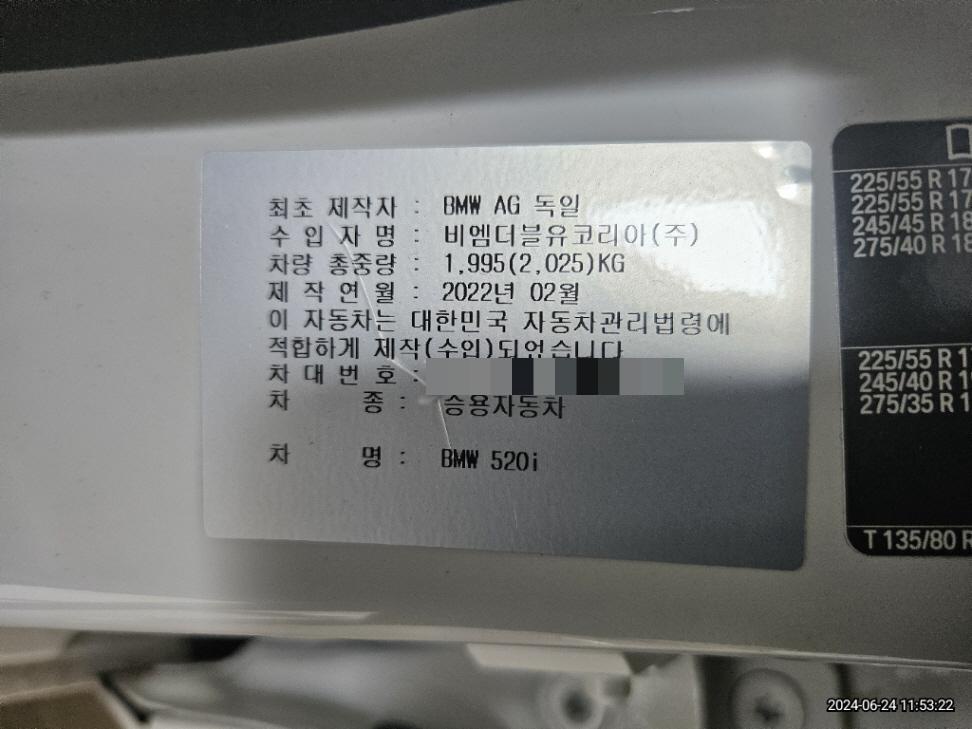 최초 제작자 : BMW AG 독일
수 입 자 명 : 비엠더블유코리아(주)
차량 총중량 : 1,995(2,025)KG
제 작 연 월 : 2022년 02월
이 자동차는 대한민국 자동차관리법령에
적합하게 제작(수입)되었습니다
차 대 번 호 :
차 종 : 승용자동차
차 명 : BMW 520i
225/55 R 17
225/55 R 17
245/45 R 18
275/40 R 18
225/55 R 17
245/40 R 19
275/35 R 1
T 135/80 R
2024-06-24 11:53:22